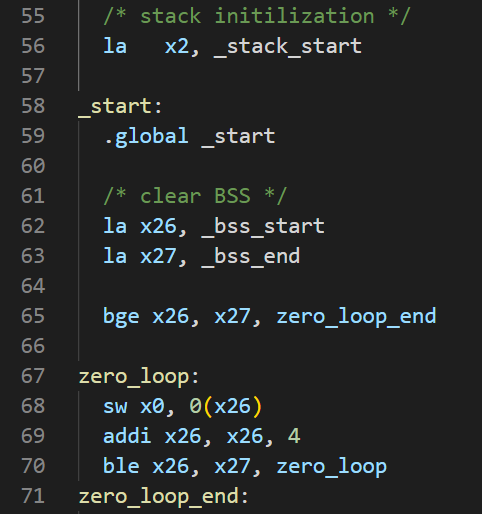 55 /* stack initilization */
56 la x2, _stack_start
57
58 _start:
59 .global _start
60
61 /* clear BSS */
62 la x26, _bss_start
63 la x27, _bss_end
64
65 bge x26, x27, zero_loop_end
66
67 zero_loop:
68 sw x0, 0(x26)
69 addi x26, x26, 4
70 ble x26, x27, zero_loop
71 zero_loop_end: